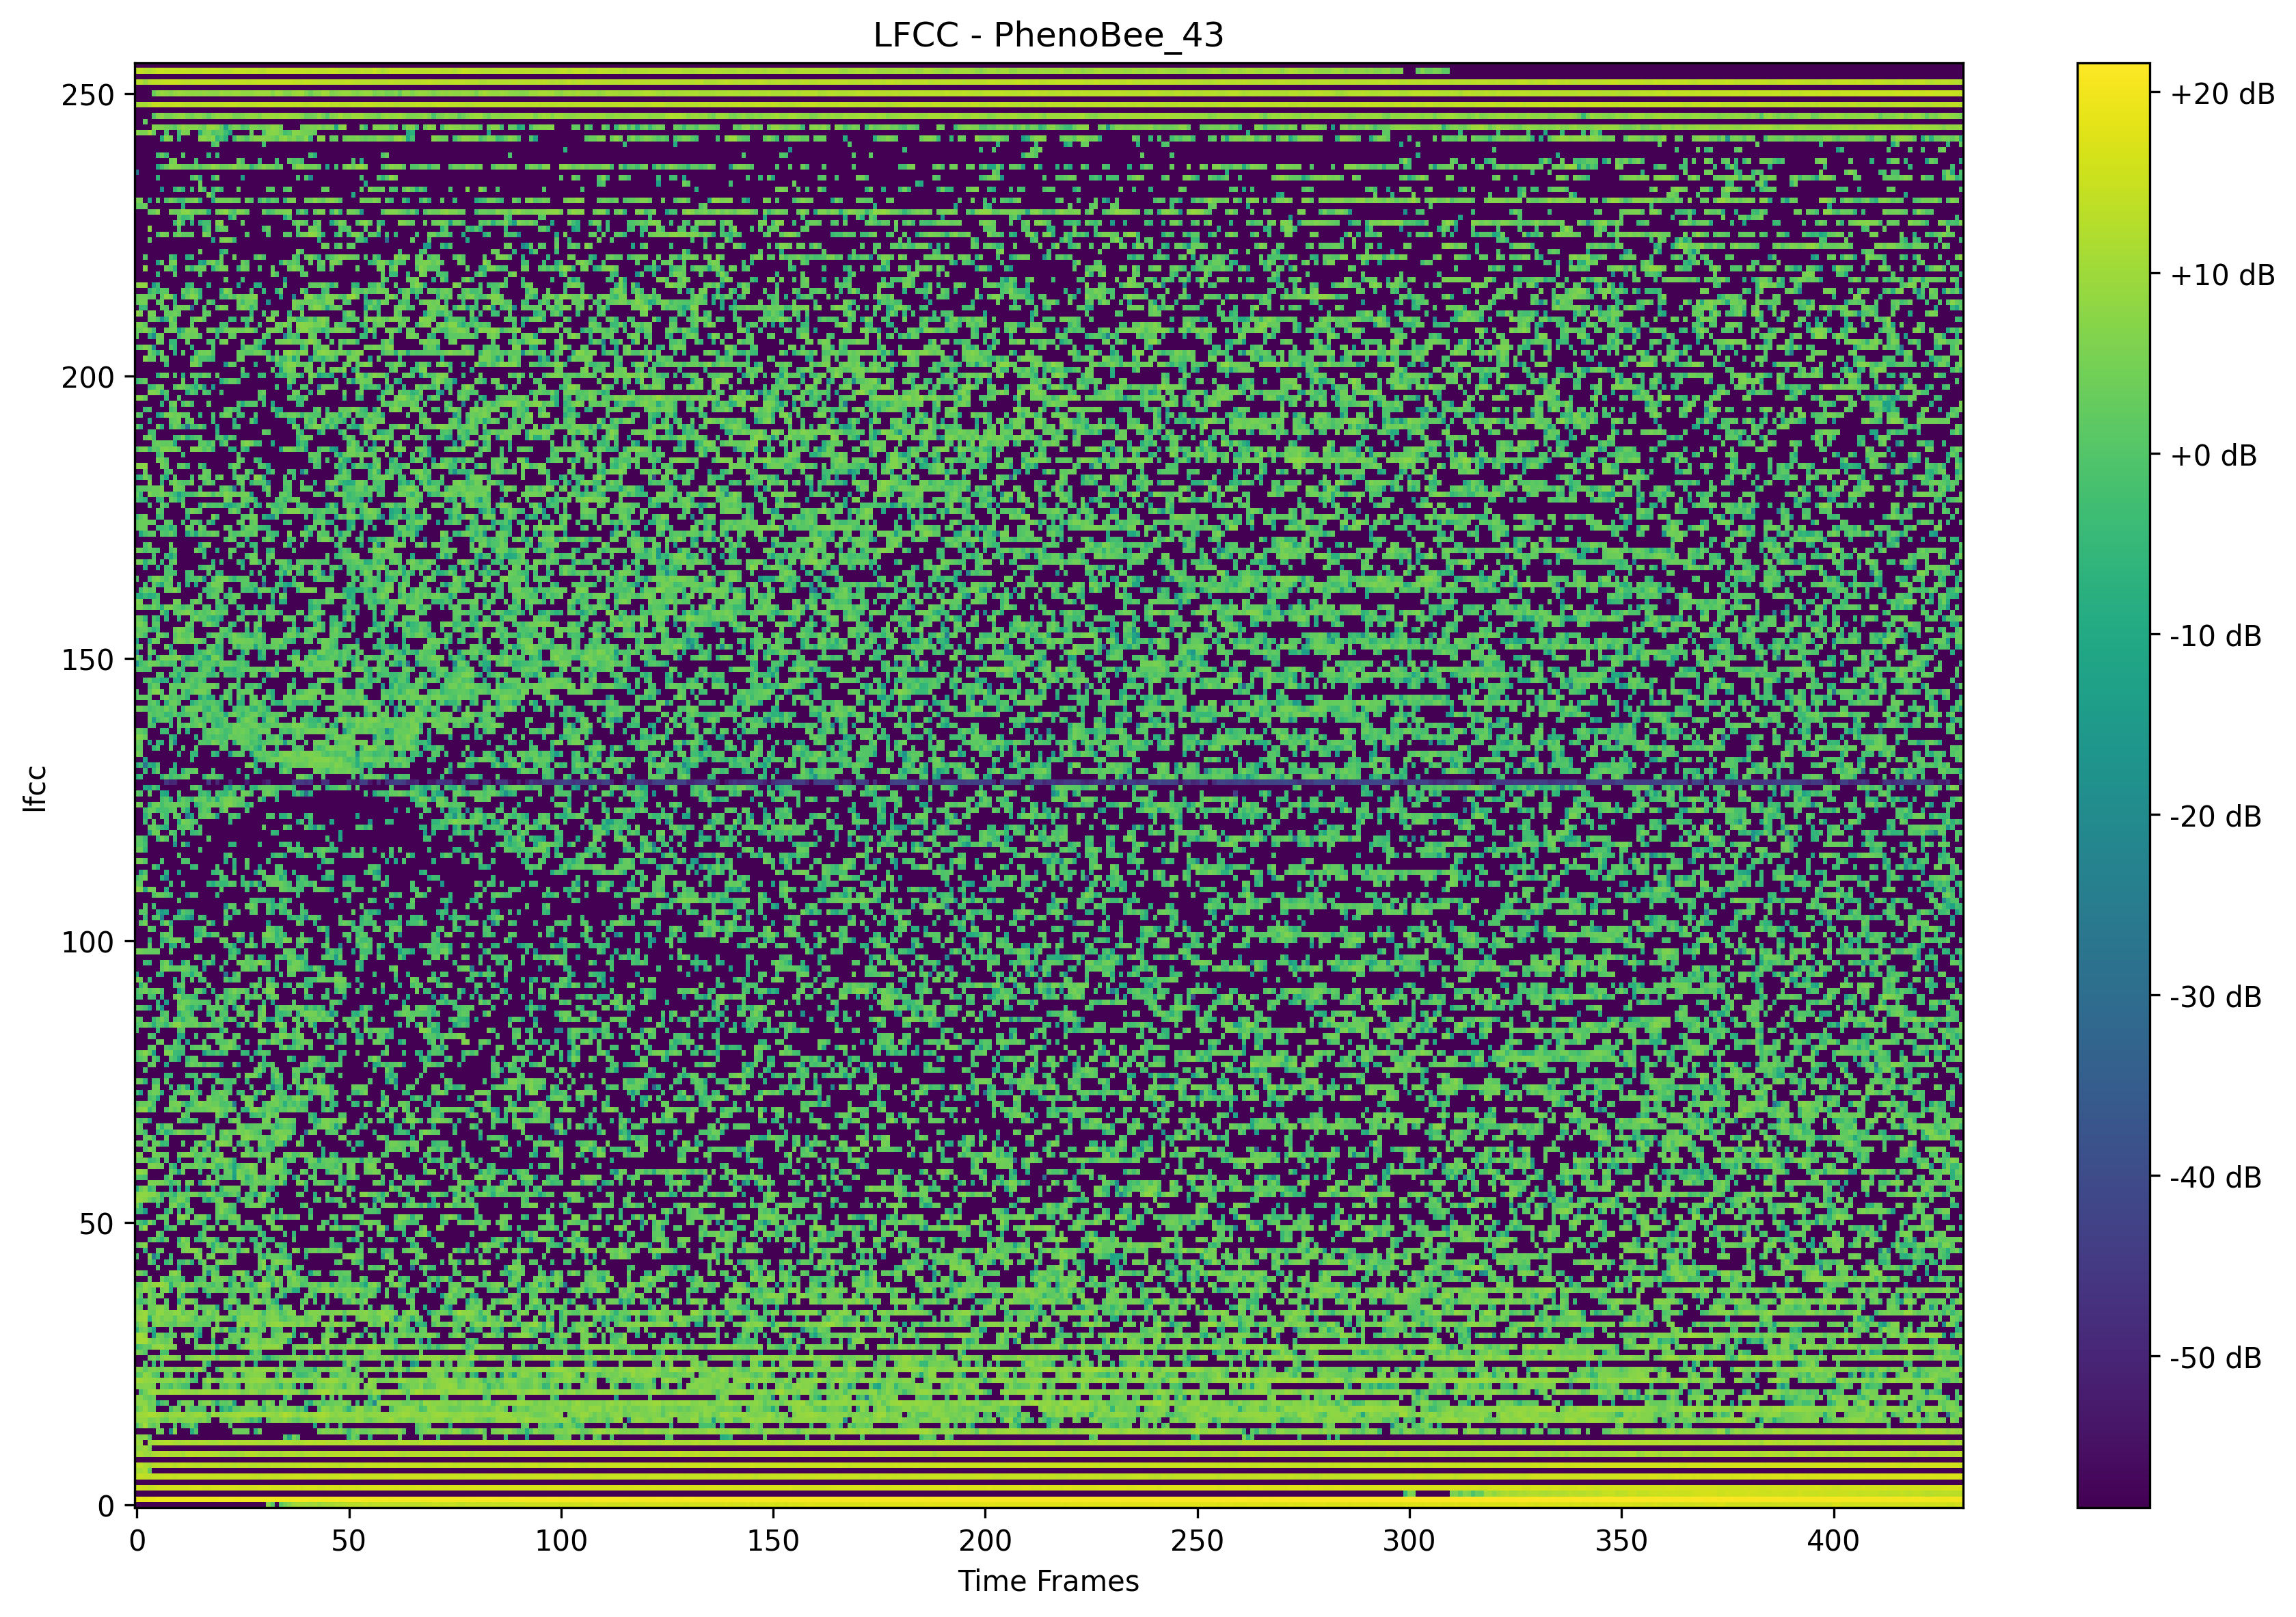 LFCC - PhenoBee_43
250
200
150
100
50
0
lfcc
0 50 100 150 200 250 300 350 400
Time Frames
+20 dB
+10 dB
+0 dB
-10 dB
-20 dB
-30 dB
-40 dB
-50 dB